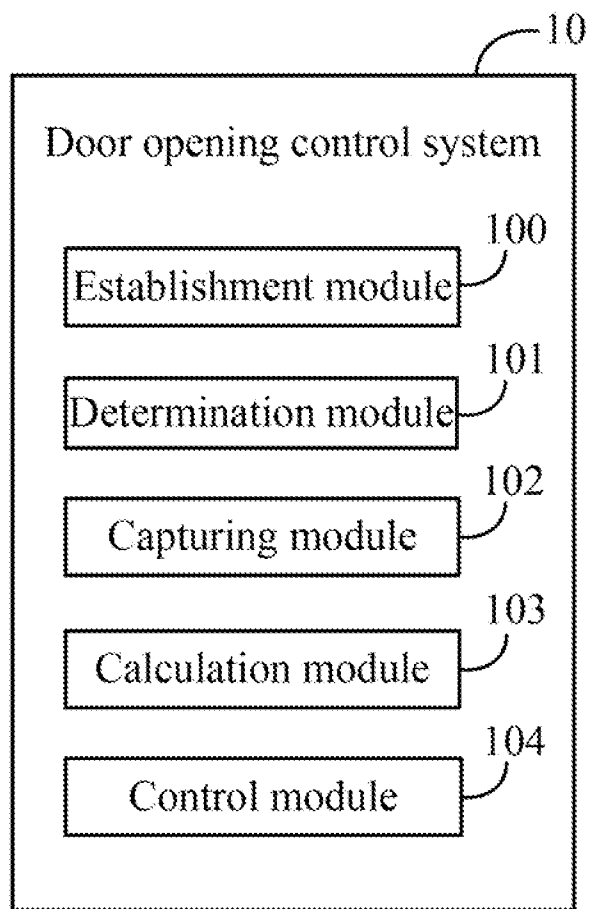 10
Door opening control system
100
Establishment module
101
Determination module
102
Capturing module
103
Calculation module
104
Control module